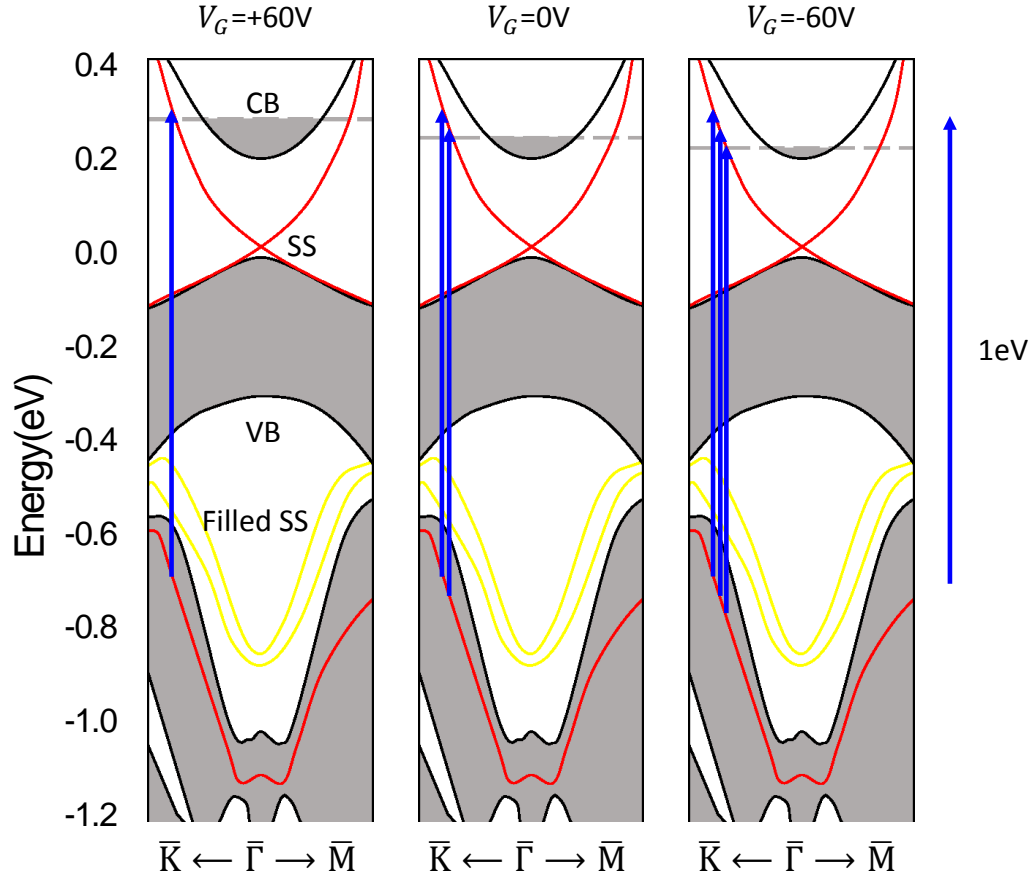 V_G=+60V
V_G=0V
V_G=-60V
0.4
0.2
0.0
-0.2
-0.4
-0.6
-0.8
-1.0
-1.2
Energy(eV)
CB
SS
VB
Filled SS
1eV
K̅ ⟵ Γ̅ ⟶ M̅
K̅ ⟵ Γ̅ ⟶ M̅
K̅ ⟵ Γ̅ ⟶ M̅